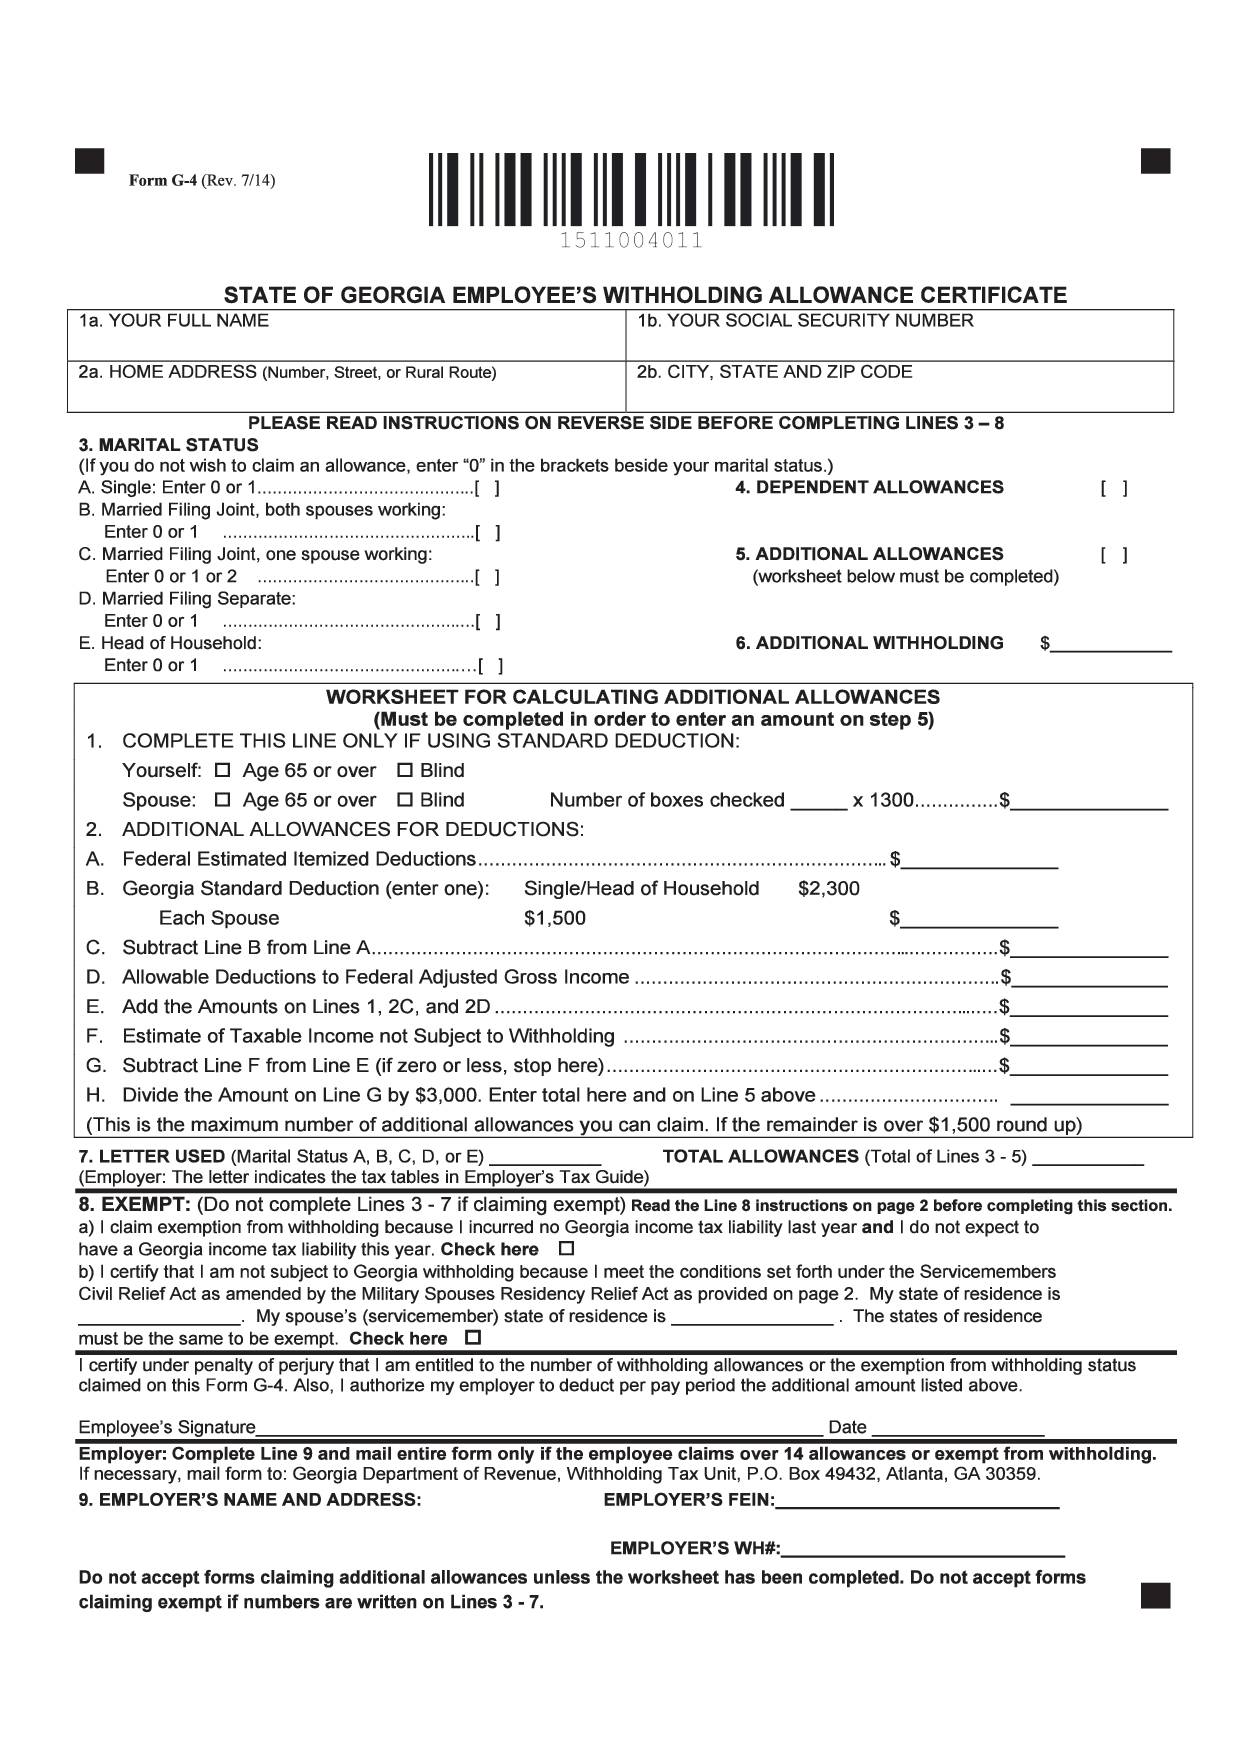 Form G-4 (Rev. 7/14)
1511004011
STATE OF GEORGIA EMPLOYEE'S WITHHOLDING ALLOWANCE CERTIFICATE
1a. YOUR FULL NAME 1b. YOUR SOCIAL SECURITY NUMBER
2a. HOME ADDRESS (Number, Street, or Rural Route) 2b. CITY, STATE AND ZIP CODE
PLEASE READ INSTRUCTIONS ON REVERSE SIDE BEFORE COMPLETING LINES 3 – 8
3. MARITAL STATUS
(If you do not wish to claim an allowance, enter “0” in the brackets beside your marital status.)
A. Single: Enter 0 or 1...........................................[ ] 4. DEPENDENT ALLOWANCES [ ]
B. Married Filing Joint, both spouses working:
Enter 0 or 1 ..................................................[ ]
C. Married Filing Joint, one spouse working: 5. ADDITIONAL ALLOWANCES [ ]
Enter 0 or 1 or 2 ...........................................[ ] (worksheet below must be completed)
D. Married Filing Separate:
Enter 0 or 1 ..................................................[ ]
E. Head of Household: 6. ADDITIONAL WITHHOLDING $____________
Enter 0 or 1 ..................................................[ ]
WORKSHEET FOR CALCULATING ADDITIONAL ALLOWANCES
(Must be completed in order to enter an amount on step 5)
1. COMPLETE THIS LINE ONLY IF USING STANDARD DEDUCTION:
Yourself: ☐ Age 65 or over ☐ Blind
Spouse: ☐ Age 65 or over ☐ Blind Number of boxes checked _____ x 1300..............$______________
2. ADDITIONAL ALLOWANCES FOR DEDUCTIONS:
A. Federal Estimated Itemized Deductions...................................................................... $______________
B. Georgia Standard Deduction (enter one): Single/Head of Household $2,300
Each Spouse $1,500 $______________
C. Subtract Line B from Line A.............................................................................................................$______________
D. Allowable Deductions to Federal Adjusted Gross Income ..............................................................$______________
E. Add the Amounts on Lines 1, 2C, and 2D......................................................................................$______________
F. Estimate of Taxable Income not Subject to Withholding ................................................................$______________
G. Subtract Line F from Line E (if zero or less, stop here)...................................................................$______________
H. Divide the Amount on Line G by $3,000. Enter total here and on Line 5 above.............................. ______________
(This is the maximum number of additional allowances you can claim. If the remainder is over $1,500 round up)
7. LETTER USED (Marital Status A, B, C, D, or E) __________ TOTAL ALLOWANCES (Total of Lines 3 - 5) __________
(Employer: The letter indicates the tax tables in Employer's Tax Guide)
8. EXEMPT: (Do not complete Lines 3 - 7 if claiming exempt) Read the Line 8 instructions on page 2 before completing this section.
a) I claim exemption from withholding because I incurred no Georgia income tax liability last year and I do not expect to
have a Georgia income tax liability this year. Check here ☐
b) I certify that I am not subject to Georgia withholding because I meet the conditions set forth under the Servicemembers
Civil Relief Act as amended by the Military Spouses Residency Relief Act as provided on page 2. My state of residence is
________________. My spouse's (servicemember) state of residence is ________________ . The states of residence
must be the same to be exempt. Check here ☐
I certify under penalty of perjury that I am entitled to the number of withholding allowances or the exemption from withholding status
claimed on this Form G-4. Also, I authorize my employer to deduct per pay period the additional amount listed above.
Employee's Signature________________________________________________________ Date _________________
Employer: Complete Line 9 and mail entire form only if the employee claims over 14 allowances or exempt from withholding.
If necessary, mail form to: Georgia Department of Revenue, Withholding Tax Unit, P.O. Box 49432, Atlanta, GA 30359.
9. EMPLOYER'S NAME AND ADDRESS: EMPLOYER'S FEIN:____________________________
EMPLOYER'S WH#:____________________________
Do not accept forms claiming additional allowances unless the worksheet has been completed. Do not accept forms
claiming exempt if numbers are written on Lines 3 - 7.